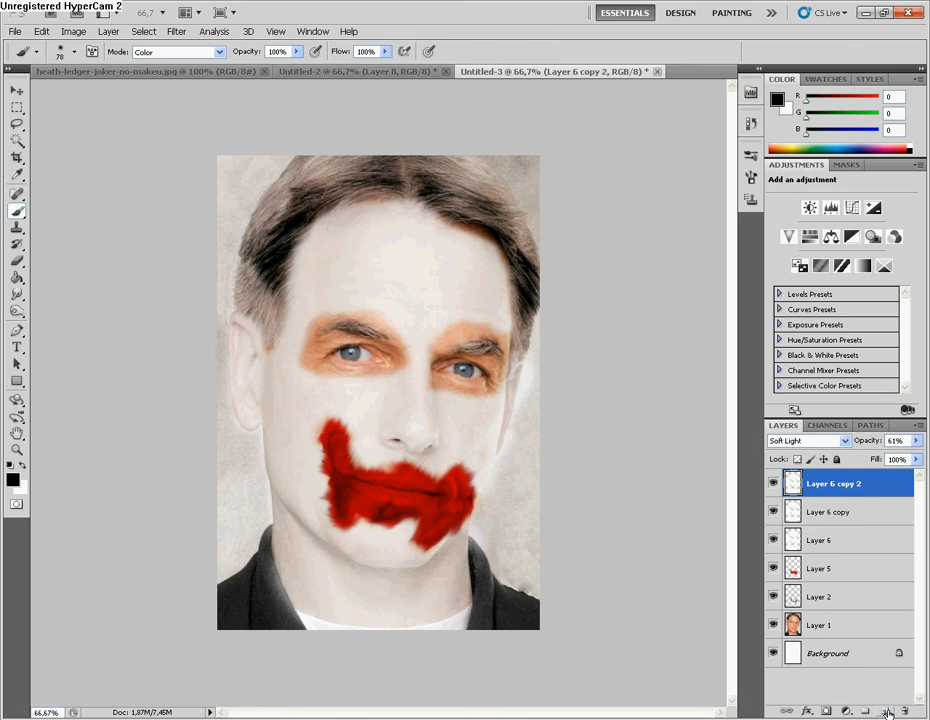 Unregistered HyperCam 2
66,7
ESSENTIALS DESIGN PAINTING CS Live
File Edit Image Layer Select Filter Analysis 3D View Window Help
78 Mode: Color Opacity: 100% Flow: 100%
heath-ledger-joker-no-makeu.jpg @ 100% (RGB/8#) Untitled-2 @ 66,7% (Layer 8, RGB/8) * Untitled-3 @ 66,7% (Layer 6 copy 2, RGB/8) *
COLOR SWATCHES STYLES
R 0
G 0
B 0
ADJUSTMENTS MASKS
Add an adjustment
Levels Presets
Curves Presets
Exposure Presets
Hue/Saturation Presets
Black & White Presets
Channel Mixer Presets
Selective Color Presets
LAYERS CHANNELS PATHS
Soft Light Opacity: 61%
Lock: Fill: 100%
Layer 6 copy 2
Layer 6 copy
Layer 6
Layer 5
Layer 2
Layer 1
Background
66,67% Doc: 1,87M/7,45M